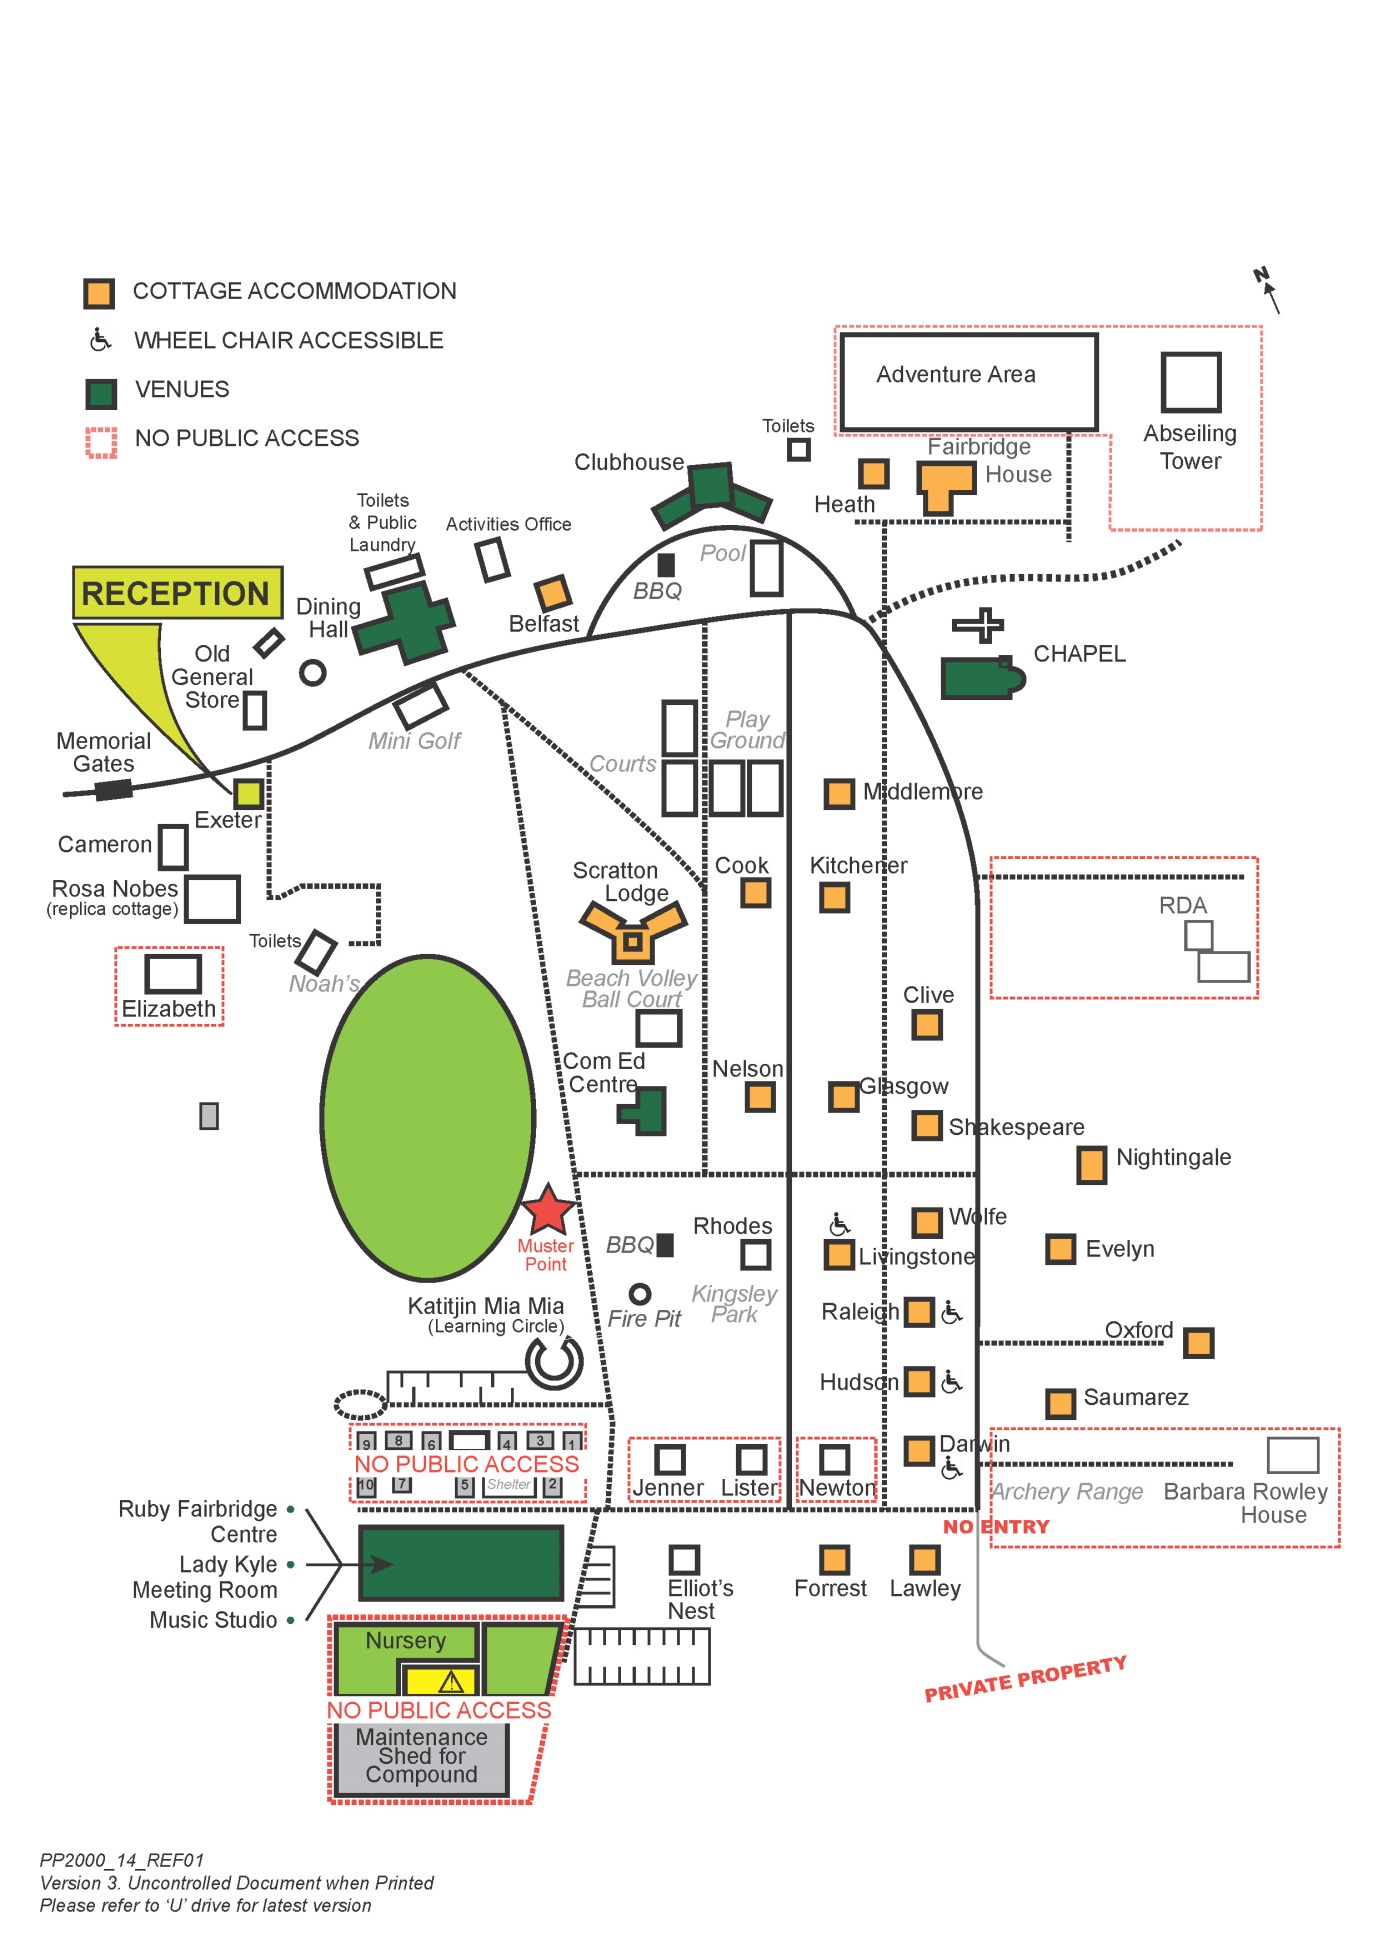 COTTAGE ACCOMMODATION
WHEEL CHAIR ACCESSIBLE
VENUES
NO PUBLIC ACCESS
N
Adventure Area
Abseiling
Tower
Toilets
Fairbridge
House
Heath
Clubhouse
Toilets
& Public
Laundry
Activities Office
Pool
BBQ
RECEPTION
Dining
Hall
Belfast
Old
General
Store
CHAPEL
Mini Golf
Memorial
Gates
Play
Ground
Courts
Exeter
Middlemore
Cameron
Rosa Nobes
(replica cottage)
Scratton
Lodge
Cook
Kitchener
RDA
Toilets
Noah's
Elizabeth
Beach Volley
Ball Court
Clive
Com Ed
Centre
Nelson
Glasgow
Shakespeare
Nightingale
Muster
Point
BBQ
Rhodes
Livingstone
Wolfe
Evelyn
Kingsley
Park
Fire Pit
Katitjin Mia Mia
(Learning Circle)
Raleigh
Oxford
Hudson
Saumarez
Darwin
9
8
6
4
3
1
NO PUBLIC ACCESS
10
7
5
Shelter
2
Jenner
Lister
Newton
Archery Range
Barbara Rowley
House
NO ENTRY
Ruby Fairbridge
Centre
Lady Kyle
Meeting Room
Music Studio
Elliot's
Nest
Forrest
Lawley
Nursery
NO PUBLIC ACCESS
Maintenance
Shed for
Compound
PRIVATE PROPERTY
PP2000_14_REF01
Version 3. Uncontrolled Document when Printed
Please refer to 'U' drive for latest version